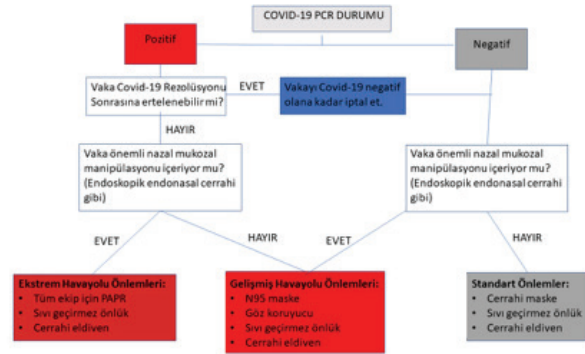 COVID-19 PCR DURUMU
Pozitif
Negatif
Vaka Covid-19 Rezolüsyonu
Sonrasına ertelenebilir mi?
EVET
Vakayı Covid-19 negatif
olana kadar iptal et.
HAYIR
Vaka önemli nazal mukozal
manipülasyonu içeriyor mu?
(Endoskopik endonasal cerrahi
gibi)
Vaka önemli nazal mukozal
manipülasyonu içeriyor mu?
(Endoskopik endonasal cerrahi
gibi)
EVET
HAYIR
EVET
HAYIR
Ekstrem Havayolu Önlemleri:
• Tüm ekip için PAPR
• Sıvı geçirmez önlük
• Cerrahi eldiven
Gelişmiş Havayolu Önlemleri:
• N95 maske
• Göz koruyucu
• Sıvı geçirmez önlük
• Cerrahi eldiven
Standart Önlemler:
• Cerrahi maske
• Sıvı geçirmez önlük
• Cerrahi eldiven